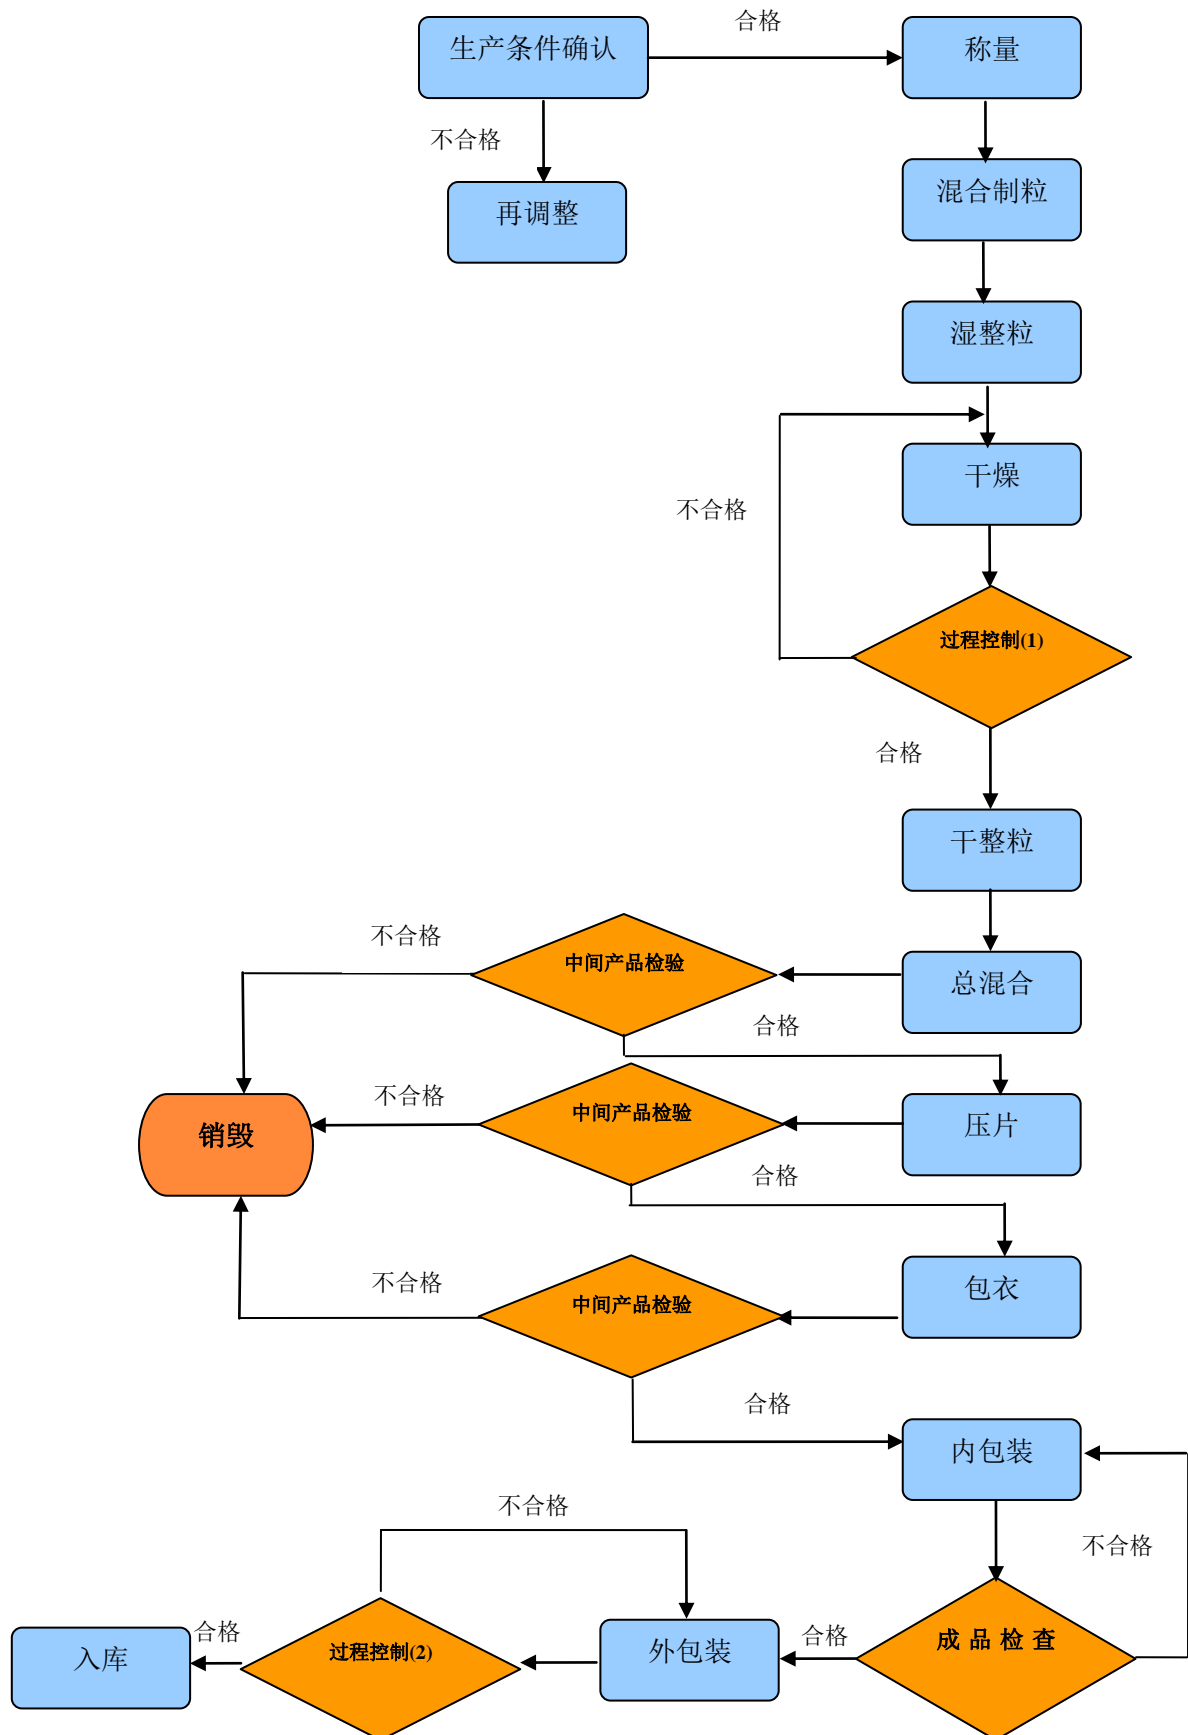 合格
生产条件确认
称量
不合格
混合制粒
再调整
湿整粒
干燥
不合格
过程控制(1)
合格
干整粒
不合格
中间产品检验
总混合
合格
不合格
中间产品检验
压片
销毁
合格
不合格
中间产品检验
包衣
合格
内包装
不合格
不合格
合格
入库
过程控制(2)
外包装
合格
成 品 检 查